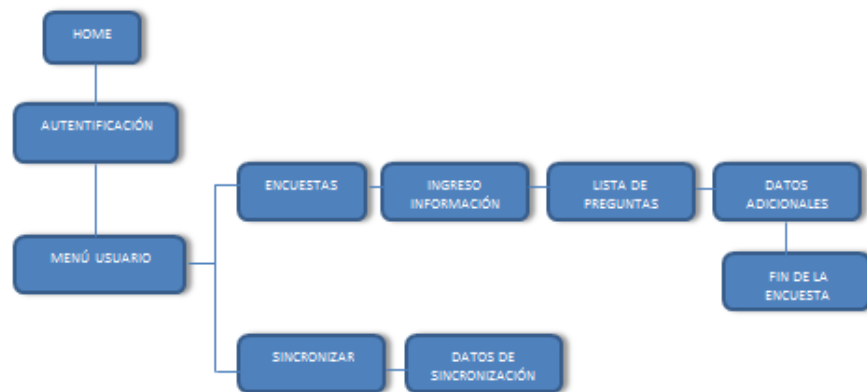 HOME
AUTENTIFICACIÓN
MENÚ USUARIO
ENCUESTAS
INGRESO
INFORMACIÓN
LISTA DE
PREGUNTAS
DATOS
ADICIONALES
FIN DE LA
ENCUESTA
SINCRONIZAR
DATOS DE
SINCRONIZACIÓN